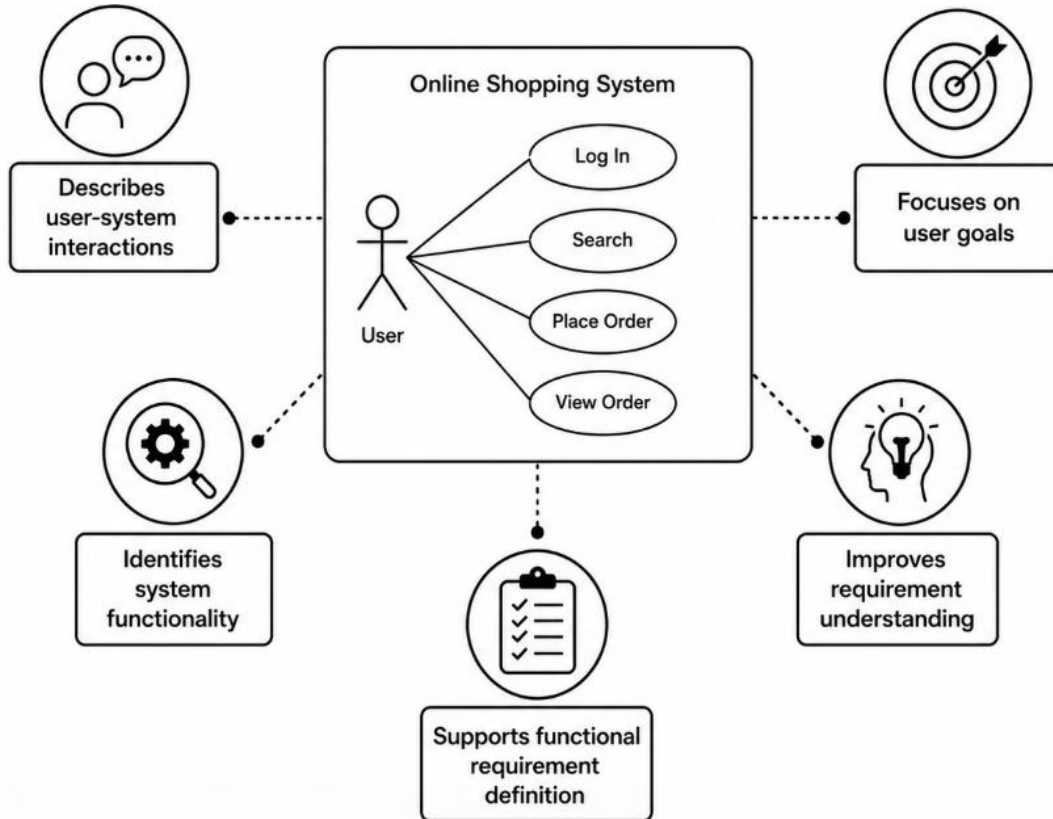 Online Shopping System
Log In
Search
Place Order
View Order
User
Describes
user-system
interactions
Focuses on
user goals
Identifies
system
functionality
Improves
requirement
understanding
Supports functional
requirement
definition